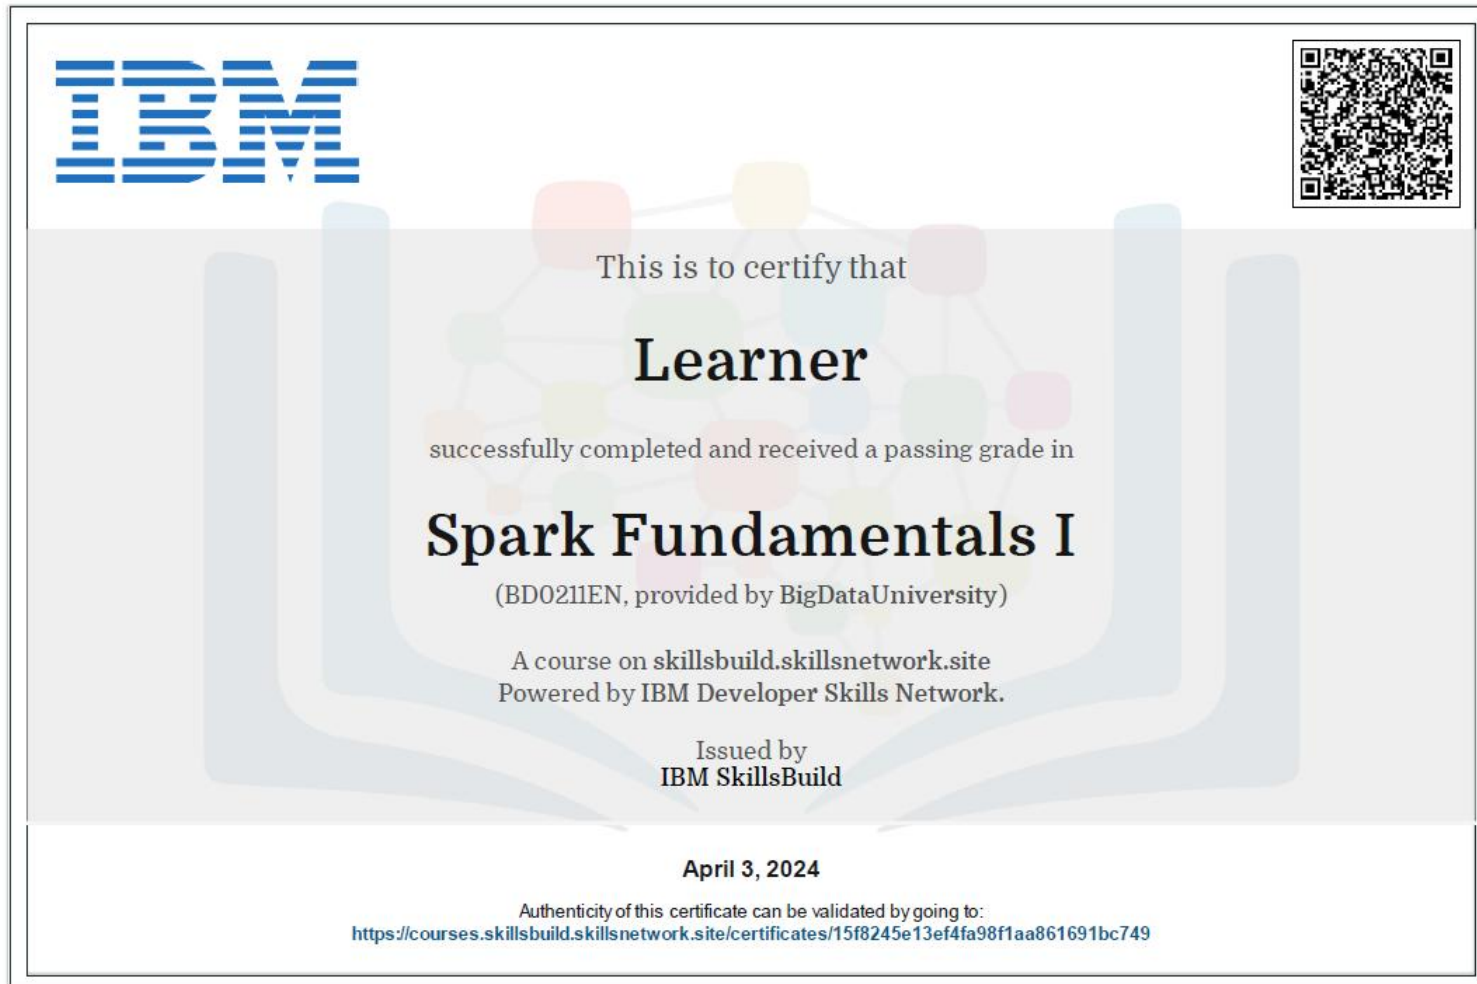 IBM
This is to certify that
Learner
successfully completed and received a passing grade in
Spark Fundamentals I
(BD0211EN, provided by BigDataUniversity)
A course on skillsbuild.skillsnetwork.site
Powered by IBM Developer Skills Network.
Issued by
IBM SkillsBuild
April 3, 2024
Authenticity of this certificate can be validated by going to:
https://courses.skillsbuild.skillsnetwork.site/certificates/15f8245e13ef4fa98f1aa861691bc749